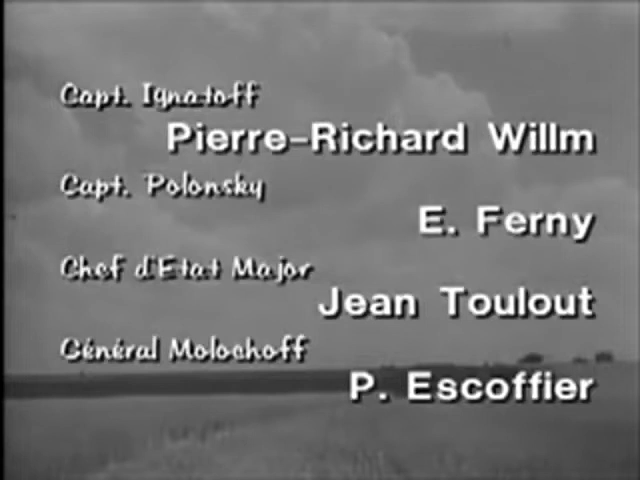 Capt. Ignatoff
Pierre-Richard Willm
Capt. Polonsky
E. Ferny
Chef d'Etat Major
Jean Toulout
Général Molochoff
P. Escoffier